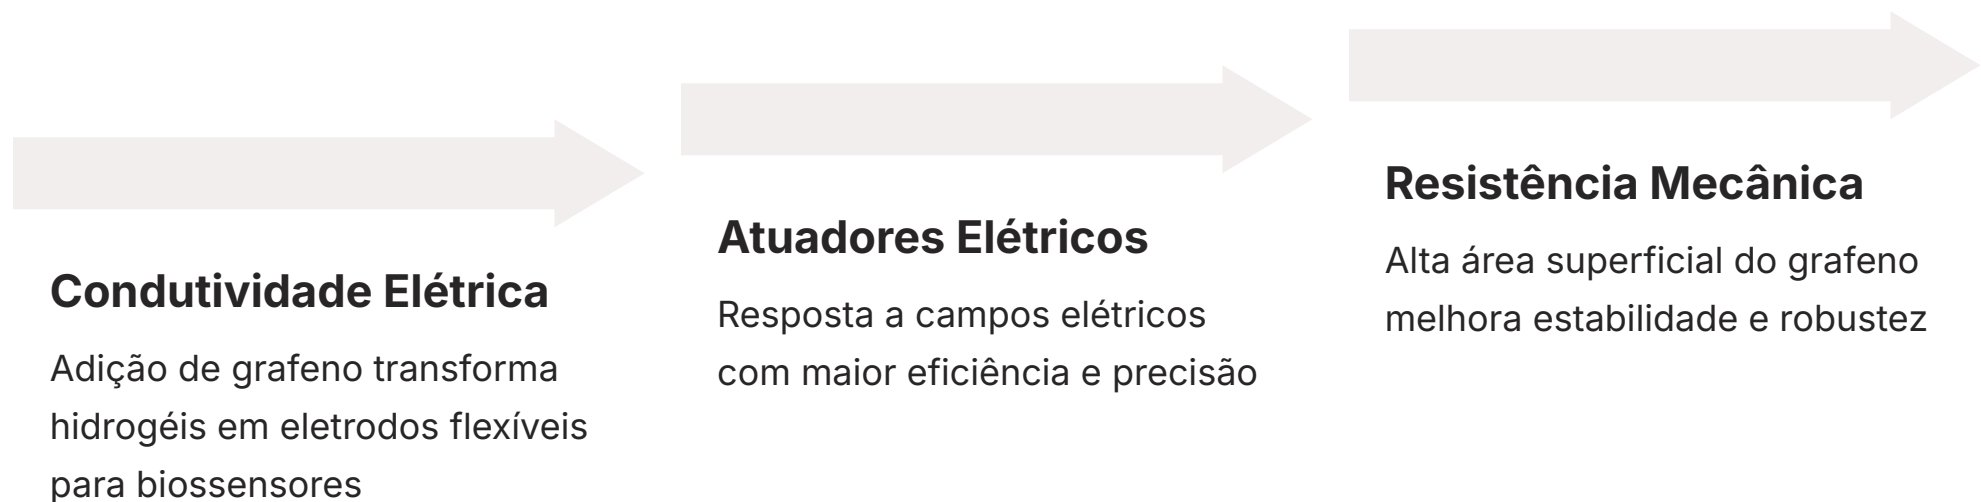 Condutividade Elétrica
Adição de grafeno transforma
hidrogéis em eletrodos flexíveis
para biossensores
Atuadores Elétricos
Resposta a campos elétricos
com maior eficiência e precisão
Resistência Mecânica
Alta área superficial do grafeno
melhora estabilidade e robustez